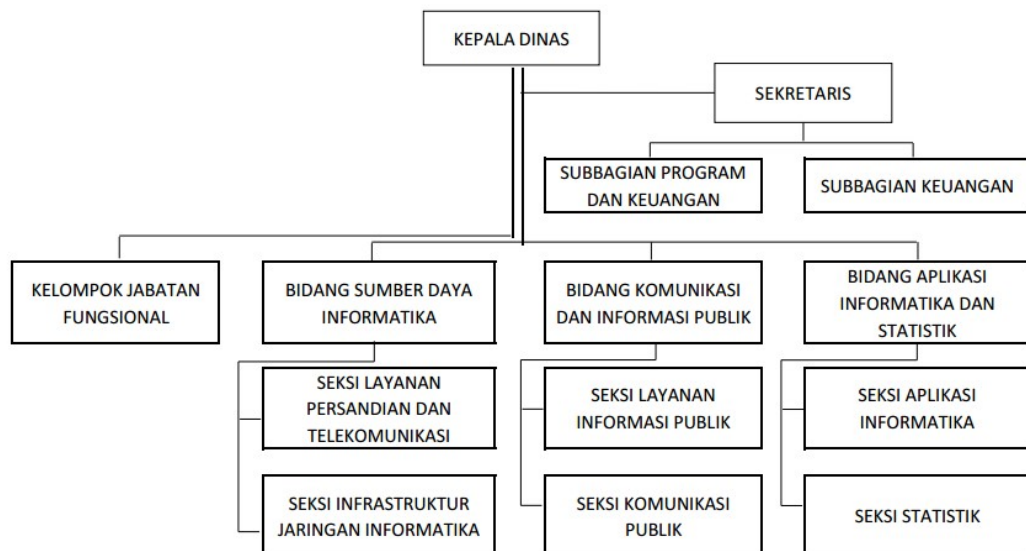 KEPALA DINAS
SEKRETARIS
SUBBAGIAN PROGRAM
DAN KEUANGAN
SUBBAGIAN KEUANGAN
KELOMPOK JABATAN
FUNGSIONAL
BIDANG SUMBER DAYA
INFORMATIKA
BIDANG KOMUNIKASI
DAN INFORMASI PUBLIK
BIDANG APLIKASI
INFORMATIKA DAN
STATISTIK
SEKSI LAYANAN
PERSANDIAN DAN
TELEKOMUNIKASI
SEKSI LAYANAN
INFORMASI PUBLIK
SEKSI APLIKASI
INFORMATIKA
SEKSI INFRASTRUKTUR
JARINGAN INFORMATIKA
SEKSI KOMUNIKASI
PUBLIK
SEKSI STATISTIK